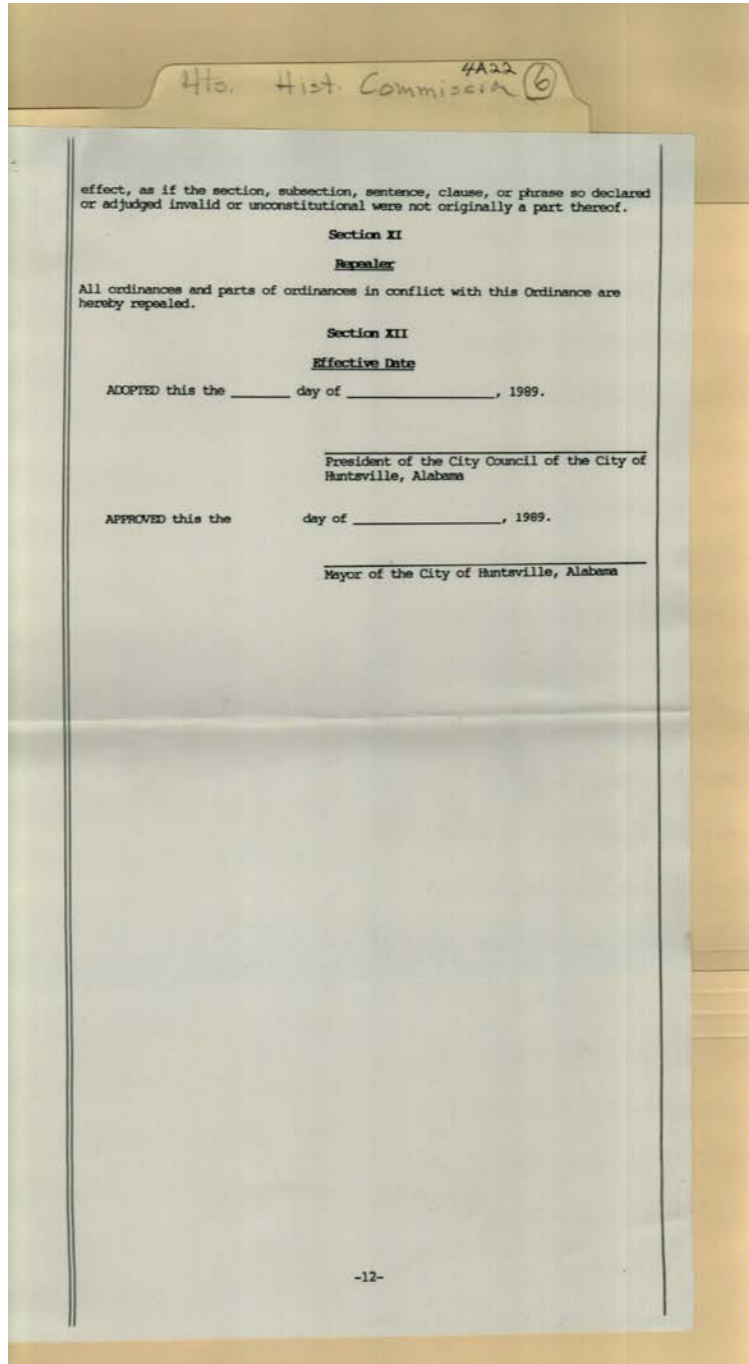 4A22
Hts. Hist. Commission 6
effect, as if the section, subsection, sentence, clause, or phrase so declared
or adjudged invalid or unconstitutional were not originally a part thereof.
Section XI
Repealer
All ordinances and parts of ordinances in conflict with this Ordinance are
hereby repealed.
Section XII
Effective Date
ADOPTED this the ______ day of _______________, 1989.
President of the City Council of the City of
Huntsville, Alabama
APPROVED this the day of _______________, 1989.
Mayor of the City of Huntsville, Alabama
-12-